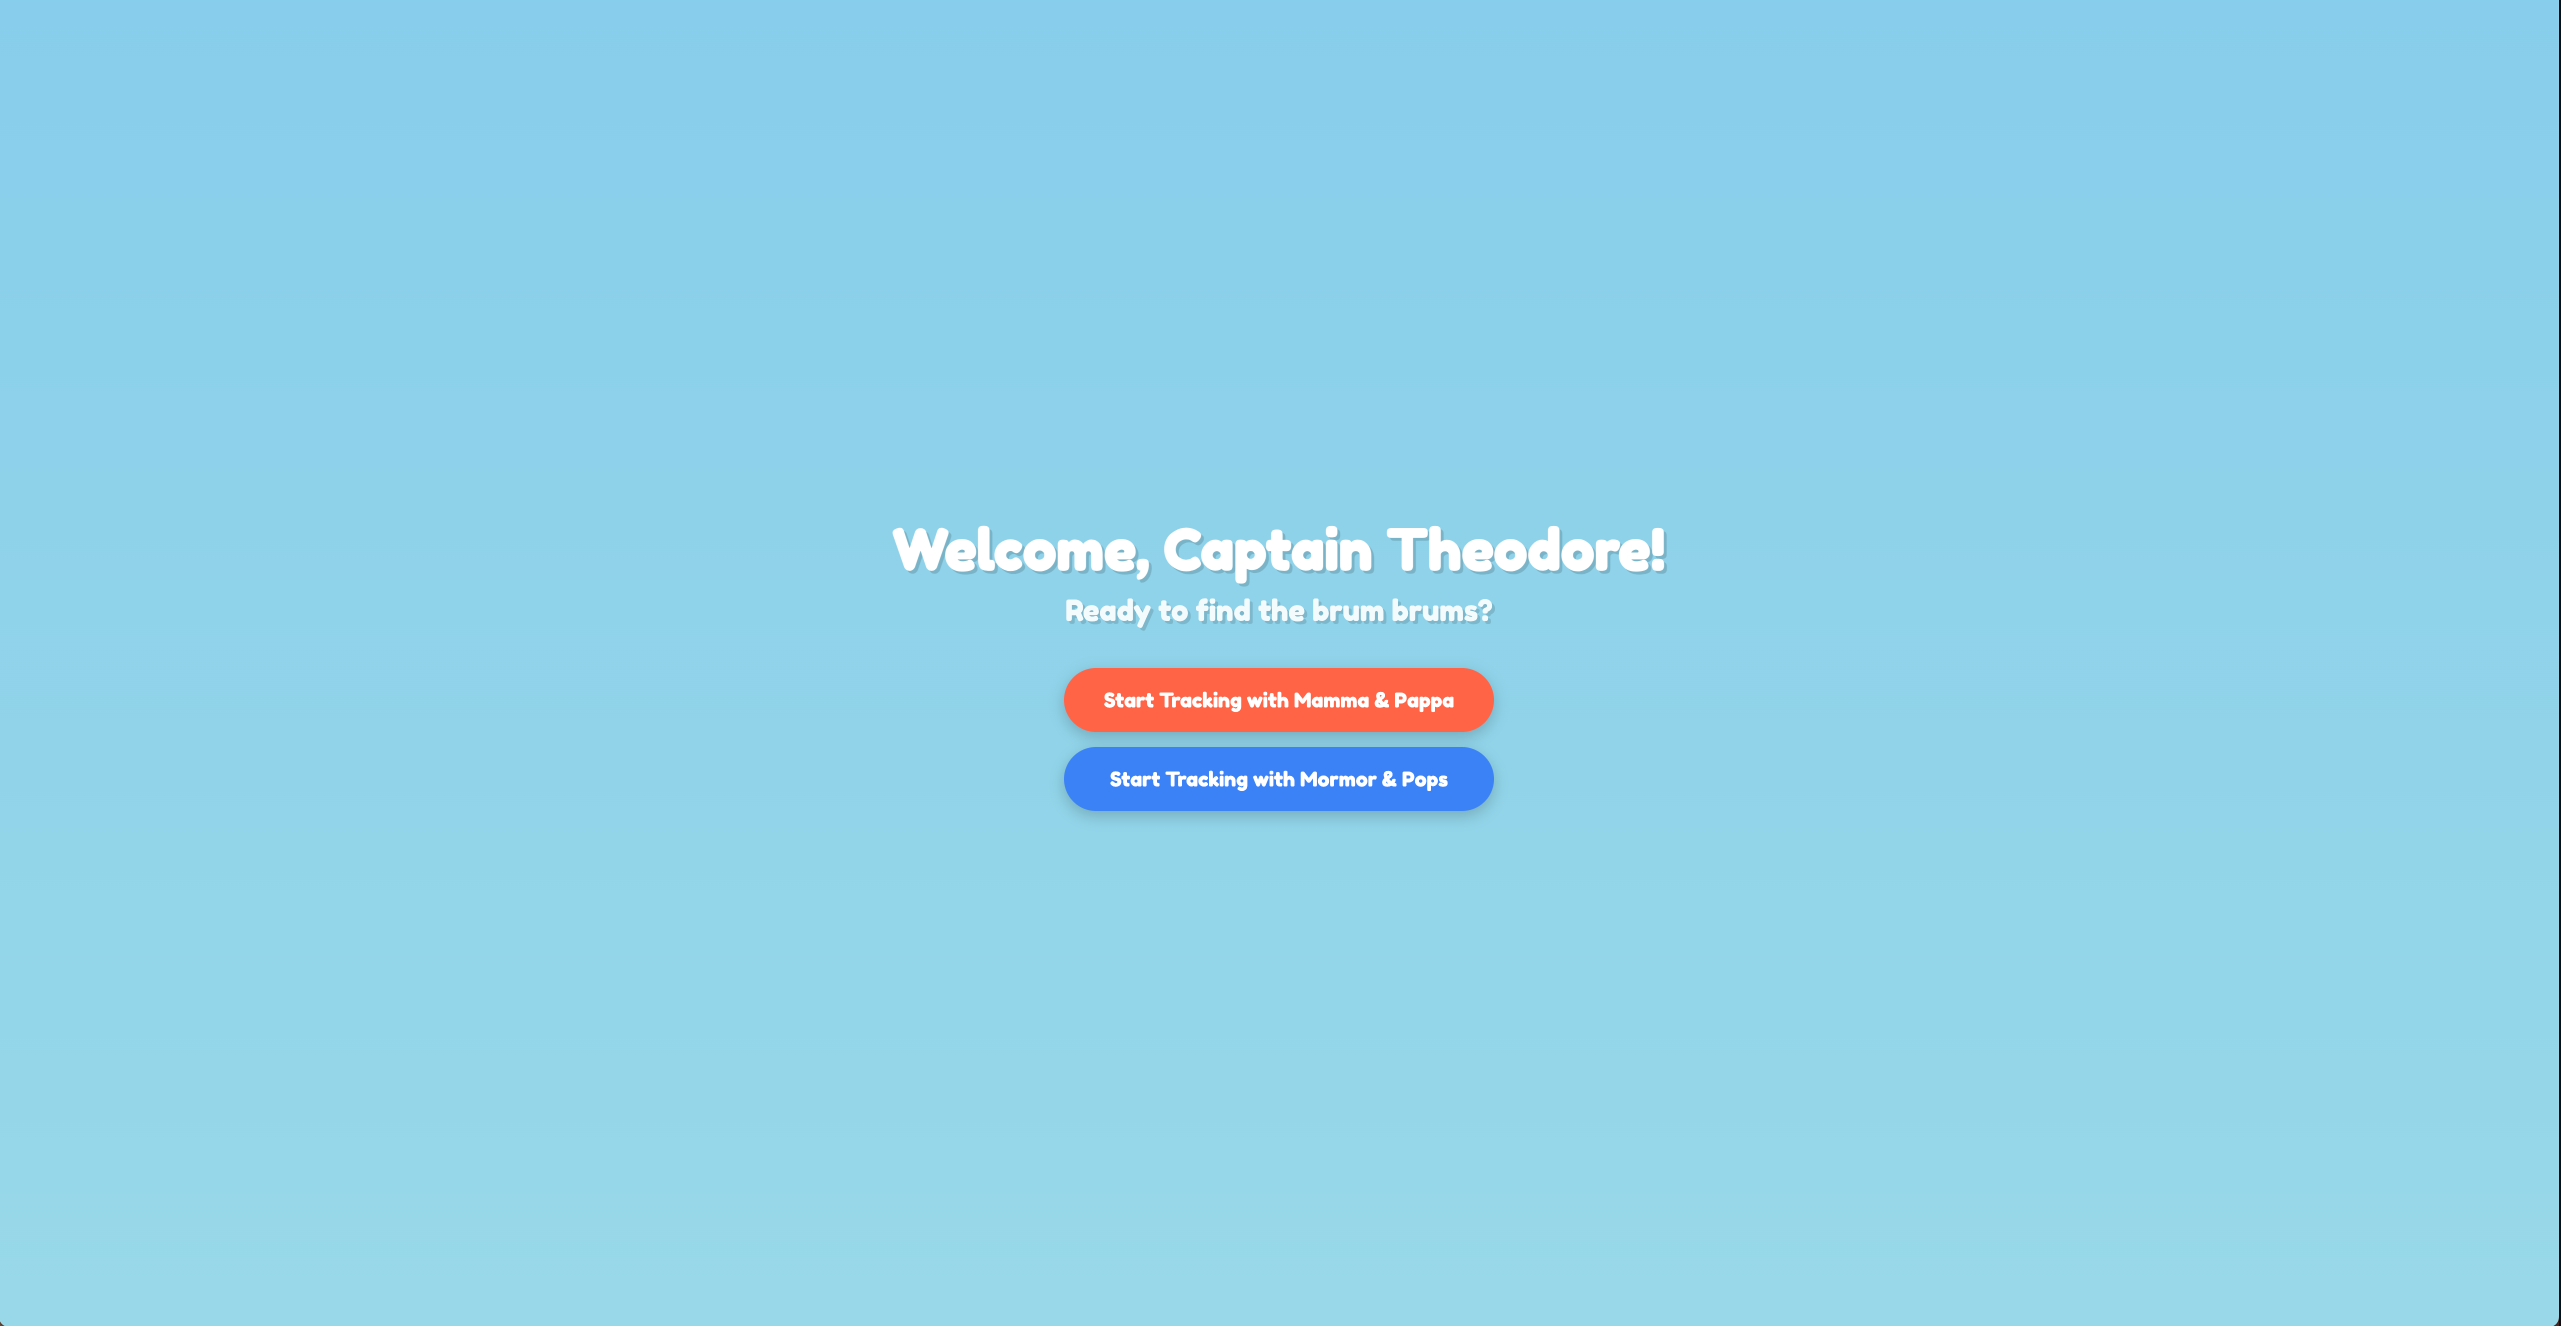 Welcome, Captain Theodore!
Ready to find the brum brums?
Start Tracking with Mamma & Pappa
Start Tracking with Mormor & Pops